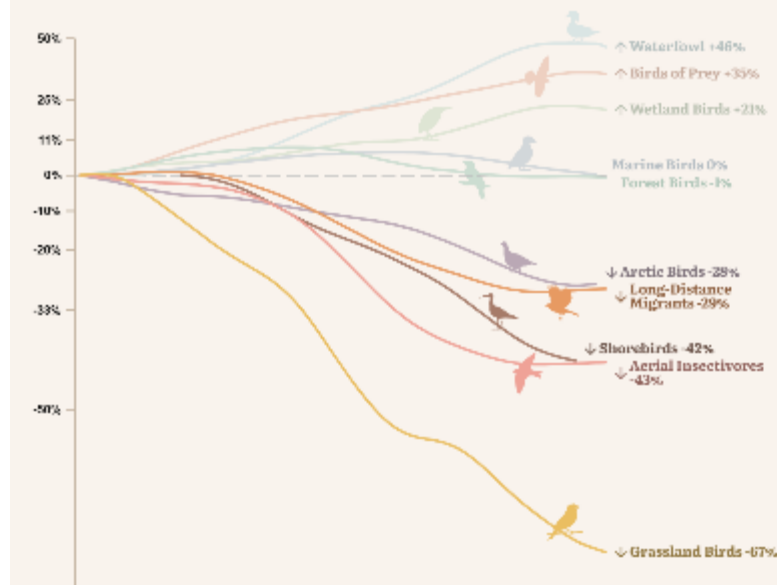 50%
↑ Waterfowl +46%
↑ Birds of Prey +35%
25%
↑ Wetland Birds +21%
11%
Marine Birds 0%
0%
Forest Birds -1%
-10%
-20%
↓ Arctic Birds -28%
↓ Long-Distance
Migrants -29%
-33%
↓ Shorebirds -42%
↓ Aerial Insectivores
-43%
-50%
↓ Grassland Birds -67%